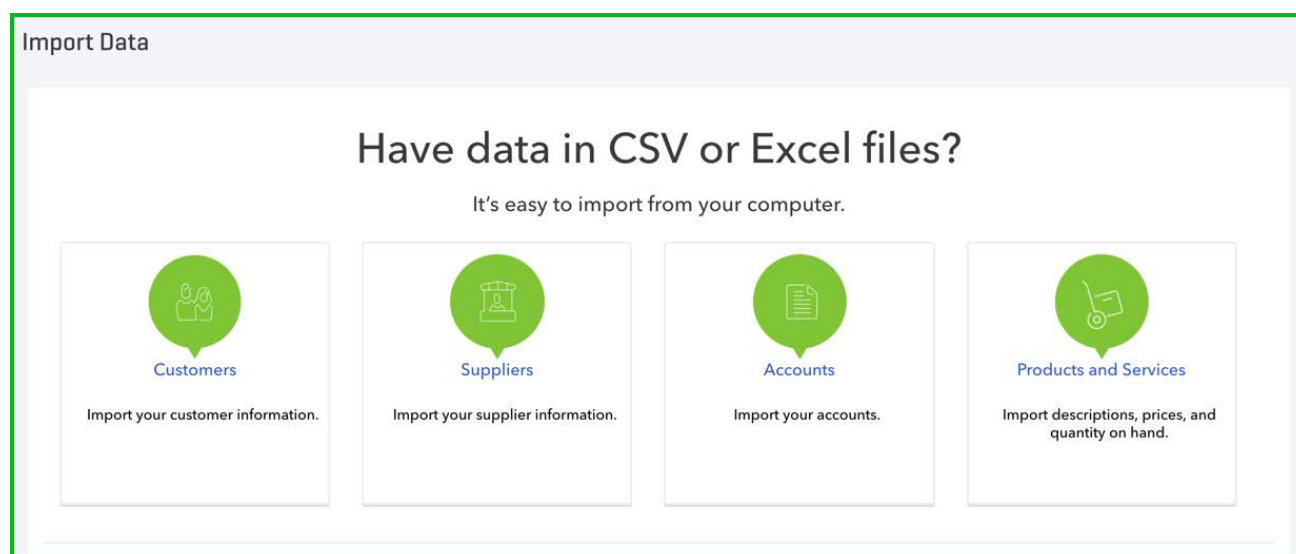 Import Data
Have data in CSV or Excel files?
It's easy to import from your computer.
Customers
Import your customer information.
Suppliers
Import your supplier information.
Accounts
Import your accounts.
Products and Services
Import descriptions, prices, and
quantity on hand.